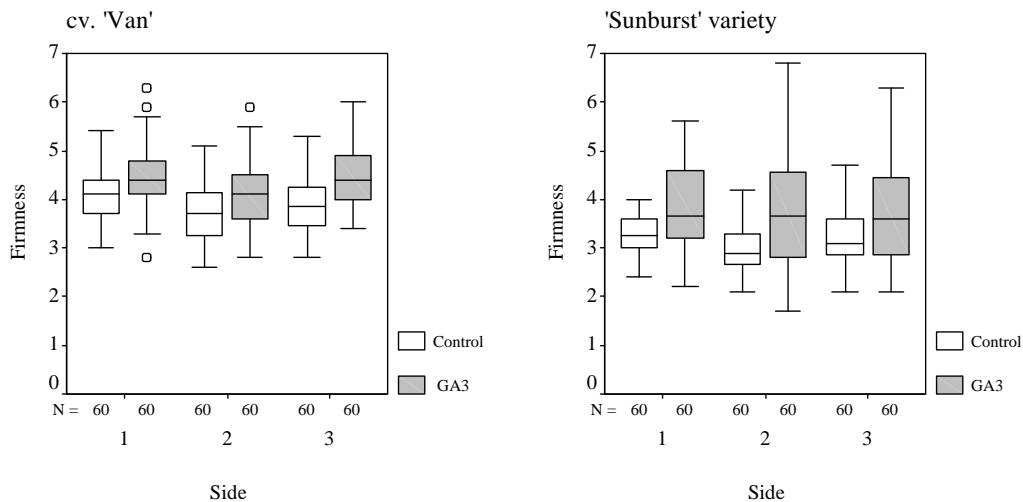 cv. 'Van'
7
6
5
4
3
2
1
0
Firmness
N = 60 60 60 60 60 60
1 2 3
Side
Control
GA3
'Sunburst' variety
7
6
5
4
3
2
1
0
Firmness
N = 60 60 60 60 60 60
1 2 3
Side
Control
GA3